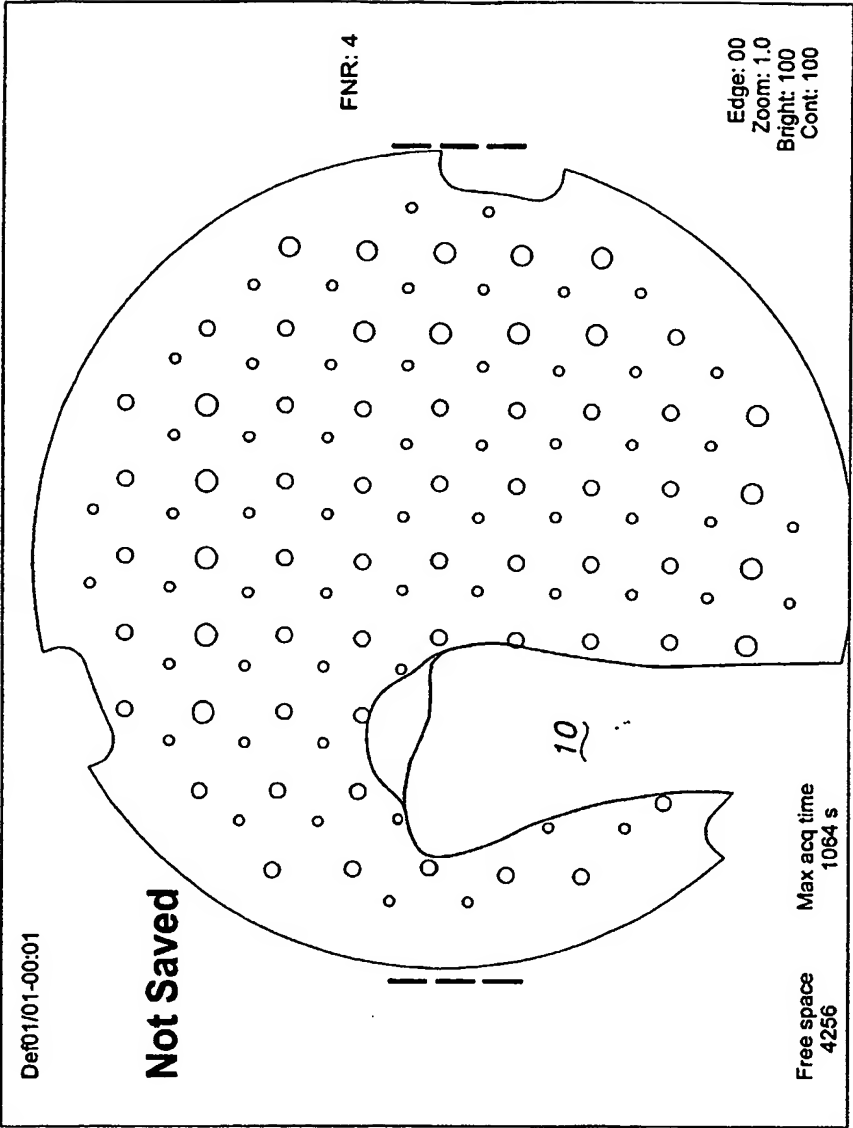 Def01/01-00:01
Not Saved
FNR: 4
10
Free space
4256
Max acq time
1064 s
Edge: 00
Zoom: 1.0
Bright: 100
Cont: 100